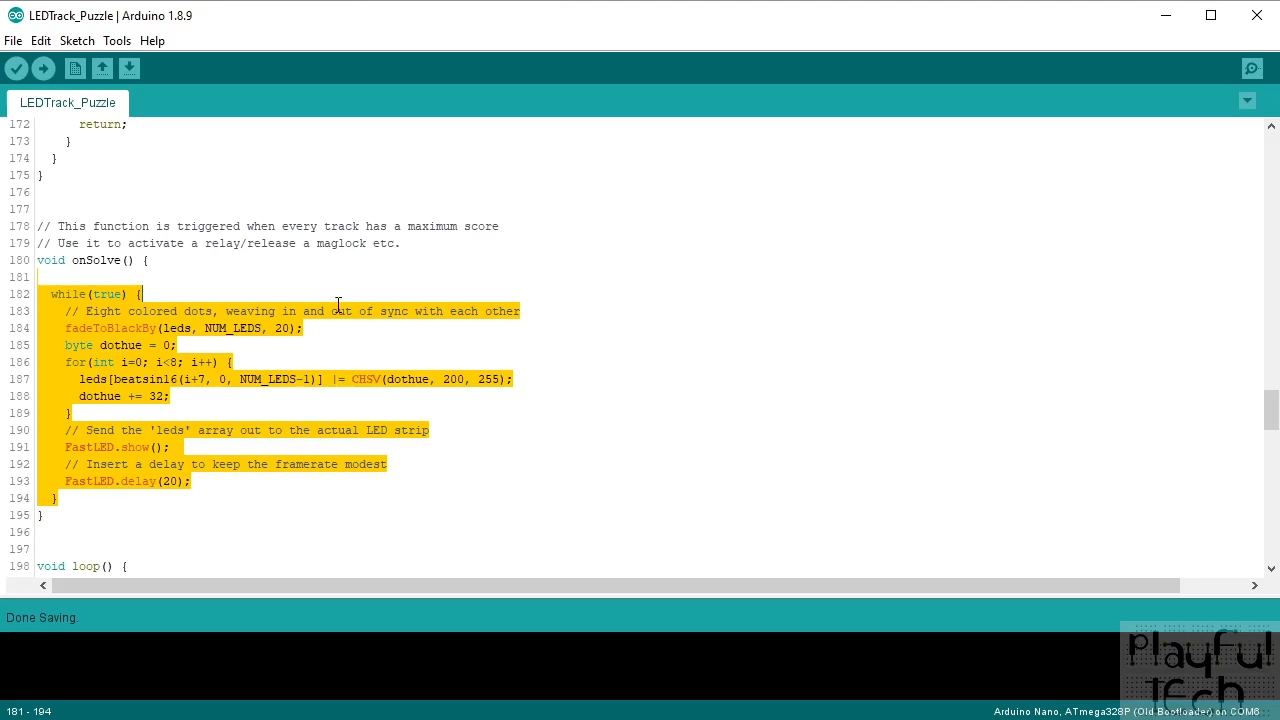 LEDTrack_Puzzle | Arduino 1.8.9
File Edit Sketch Tools Help
LEDTrack_Puzzle
172 return;
173 }
174 }
175 }
176
177
178 // This function is triggered when every track has a maximum score
179 // Use it to activate a relay/release a maglock etc.
180 void onSolve() {
181
182 while(true) {
183 // Eight colored dots, weaving in and out of sync with each other
184 fadeToBlackBy(leds, NUM_LEDS, 20);
185 byte dothue = 0;
186 for(int i=0; i<8; i++) {
187 leds[beatsin16(i+7, 0, NUM_LEDS-1)] |= CHSV(dothue, 200, 255);
188 dothue += 32;
189 }
190 // Send the 'leds' array out to the actual LED strip
191 FastLED.show();
192 // Insert a delay to keep the framerate modest
193 FastLED.delay(20);
194 }
195 }
196
197
198 void loop() {
Done Saving.
Playful
Tech
181 - 194 Arduino Nano, ATmega328P (Old Bootloader) on COM6